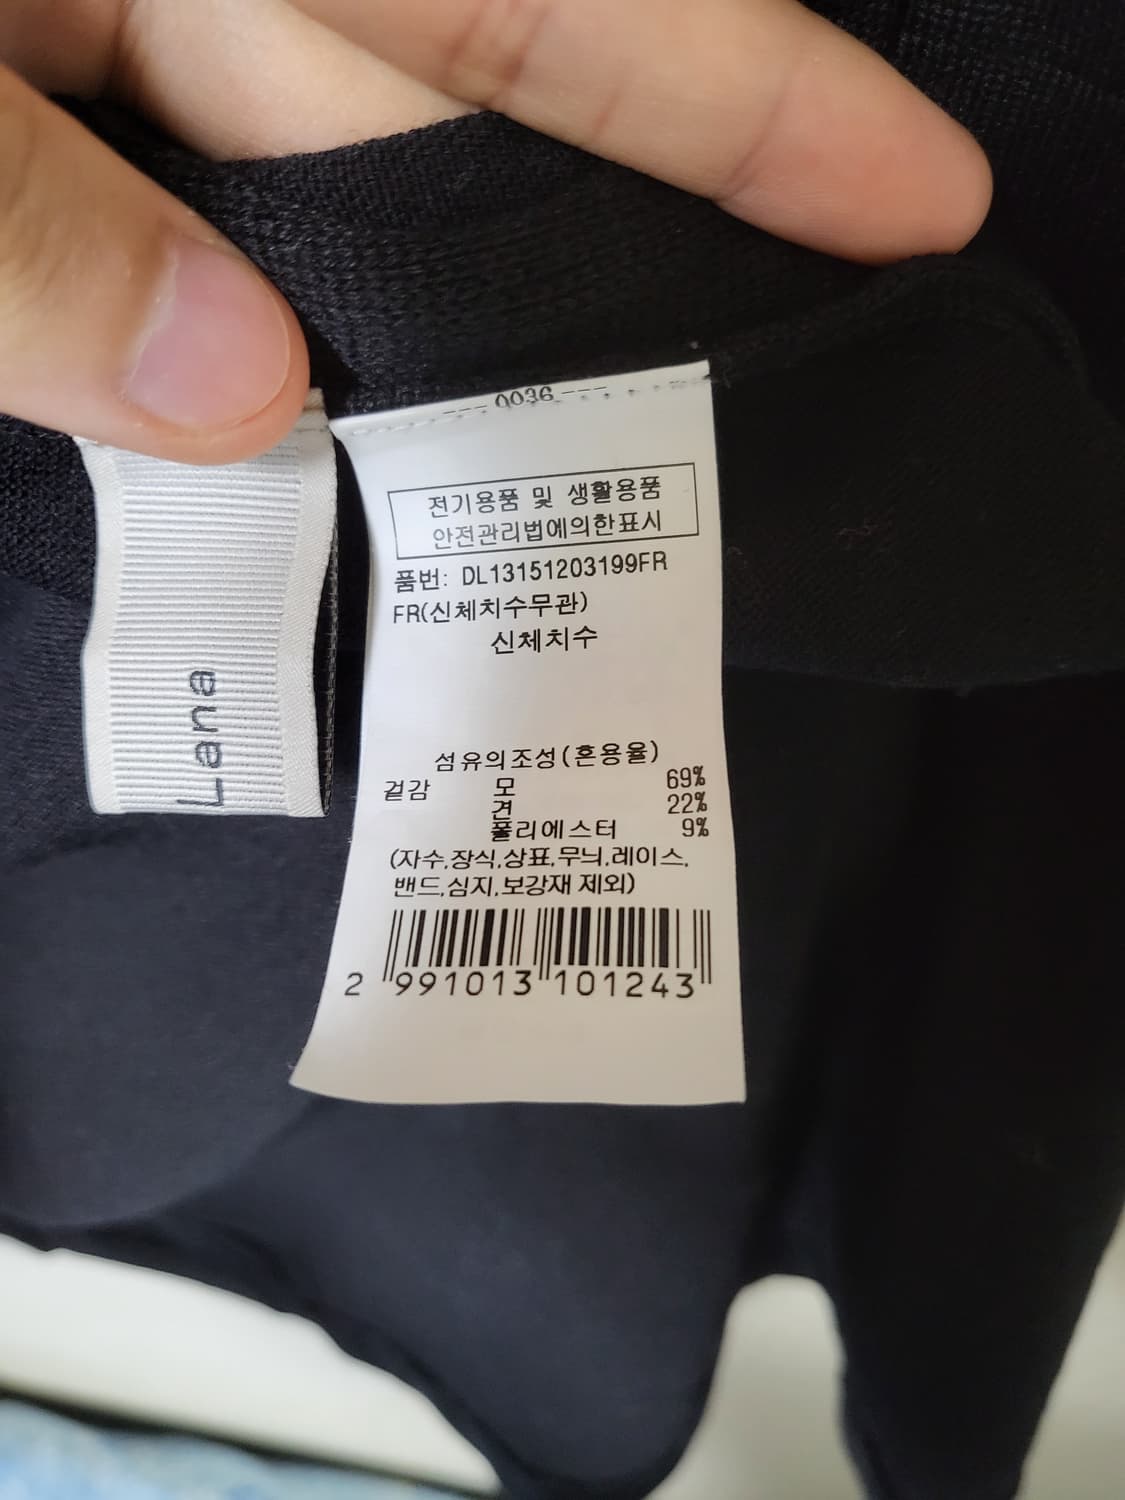 Lana
--- 0036 ---
전기용품 및 생활용품
안전관리법에의한표시
품번: DL13151203199FR
FR(신체치수무관)
신체치수
섬유의조성(혼용율)
겉감 모 69%
견 22%
폴리에스터 9%
(자수,장식,상표,무늬,레이스,
밴드,심지,보강재 제외)
2 991013 101243